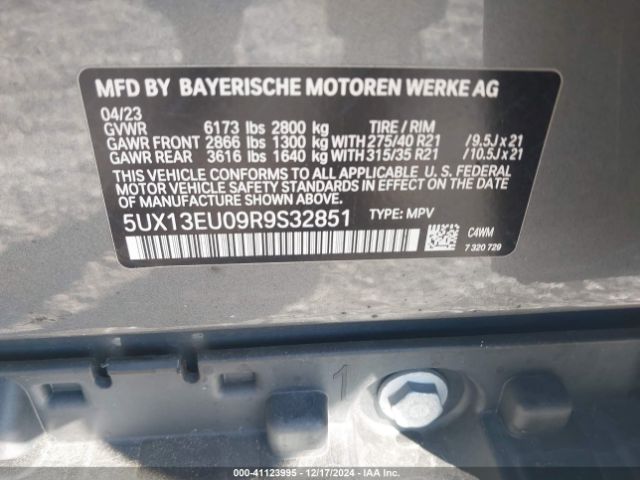 MFD BY BAYERISCHE MOTOREN WERKE AG
04/23
GVWR 6173 lbs 2800 kg TIRE / RIM
GAWR FRONT 2866 lbs 1300 kg WITH 275/40 R21 /9.5J x 21
GAWR REAR 3616 lbs 1640 kg WITH 315/35 R21 /10.5J x 21
THIS VEHICLE CONFORMS TO ALL APPLICABLE U. S. FEDERAL
MOTOR VEHICLE SAFETY STANDARDS IN EFFECT ON THE DATE OF
MANUFACTURE SHOWN ABOVE.
5UX13EU09R9S32851 TYPE: MPV
C4WM
7 320 729
1
000-41123995 | 12/17/2024 | IAA Inc.